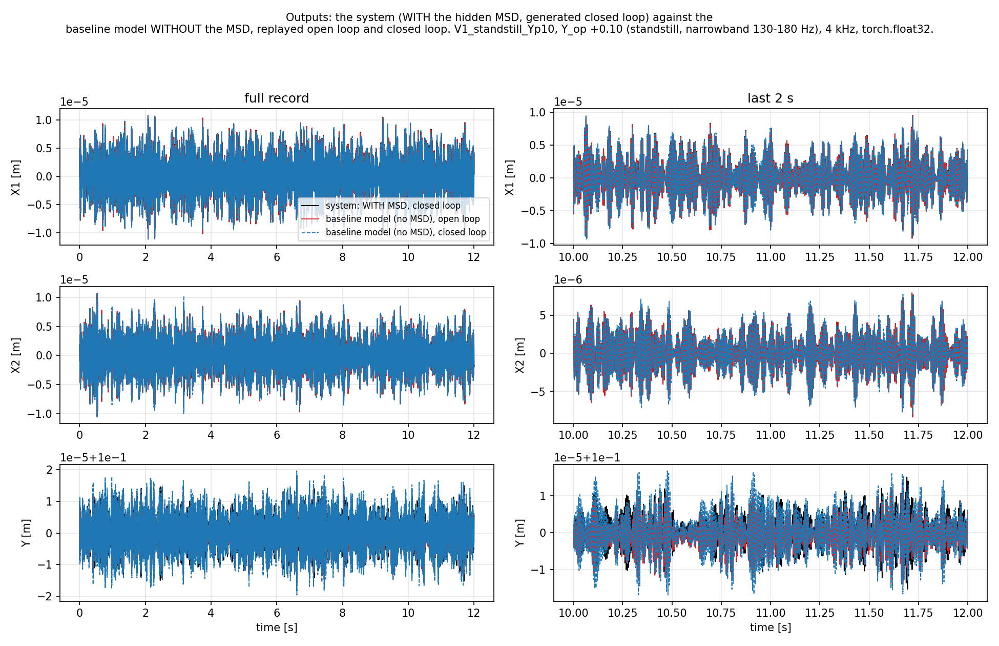 Outputs: the system (WITH the hidden MSD, generated closed loop) against the
baseline model WITHOUT the MSD, replayed open loop and closed loop. V1_standstill_Yp10, Y_op +0.10 (standstill, narrowband 130-180 Hz), 4 kHz, torch.float32.
full record
1e−5
X1 [m]
1.0
0.5
0.0
−0.5
−1.0
system: WITH MSD, closed loop
baseline model (no MSD), open loop
baseline model (no MSD), closed loop
0 2 4 6 8 10 12
last 2 s
1e−5
X1 [m]
1.0
0.5
0.0
−0.5
−1.0
10.00 10.25 10.50 10.75 11.00 11.25 11.50 11.75 12.00
1e−5
X2 [m]
1.0
0.5
0.0
−0.5
−1.0
0 2 4 6 8 10 12
1e−6
X2 [m]
5
0
−5
10.00 10.25 10.50 10.75 11.00 11.25 11.50 11.75 12.00
1e−5+1e−1
Y [m]
2
1
0
−1
−2
0 2 4 6 8 10 12
time [s]
1e−5+1e−1
Y [m]
1
0
−1
10.00 10.25 10.50 10.75 11.00 11.25 11.50 11.75 12.00
time [s]